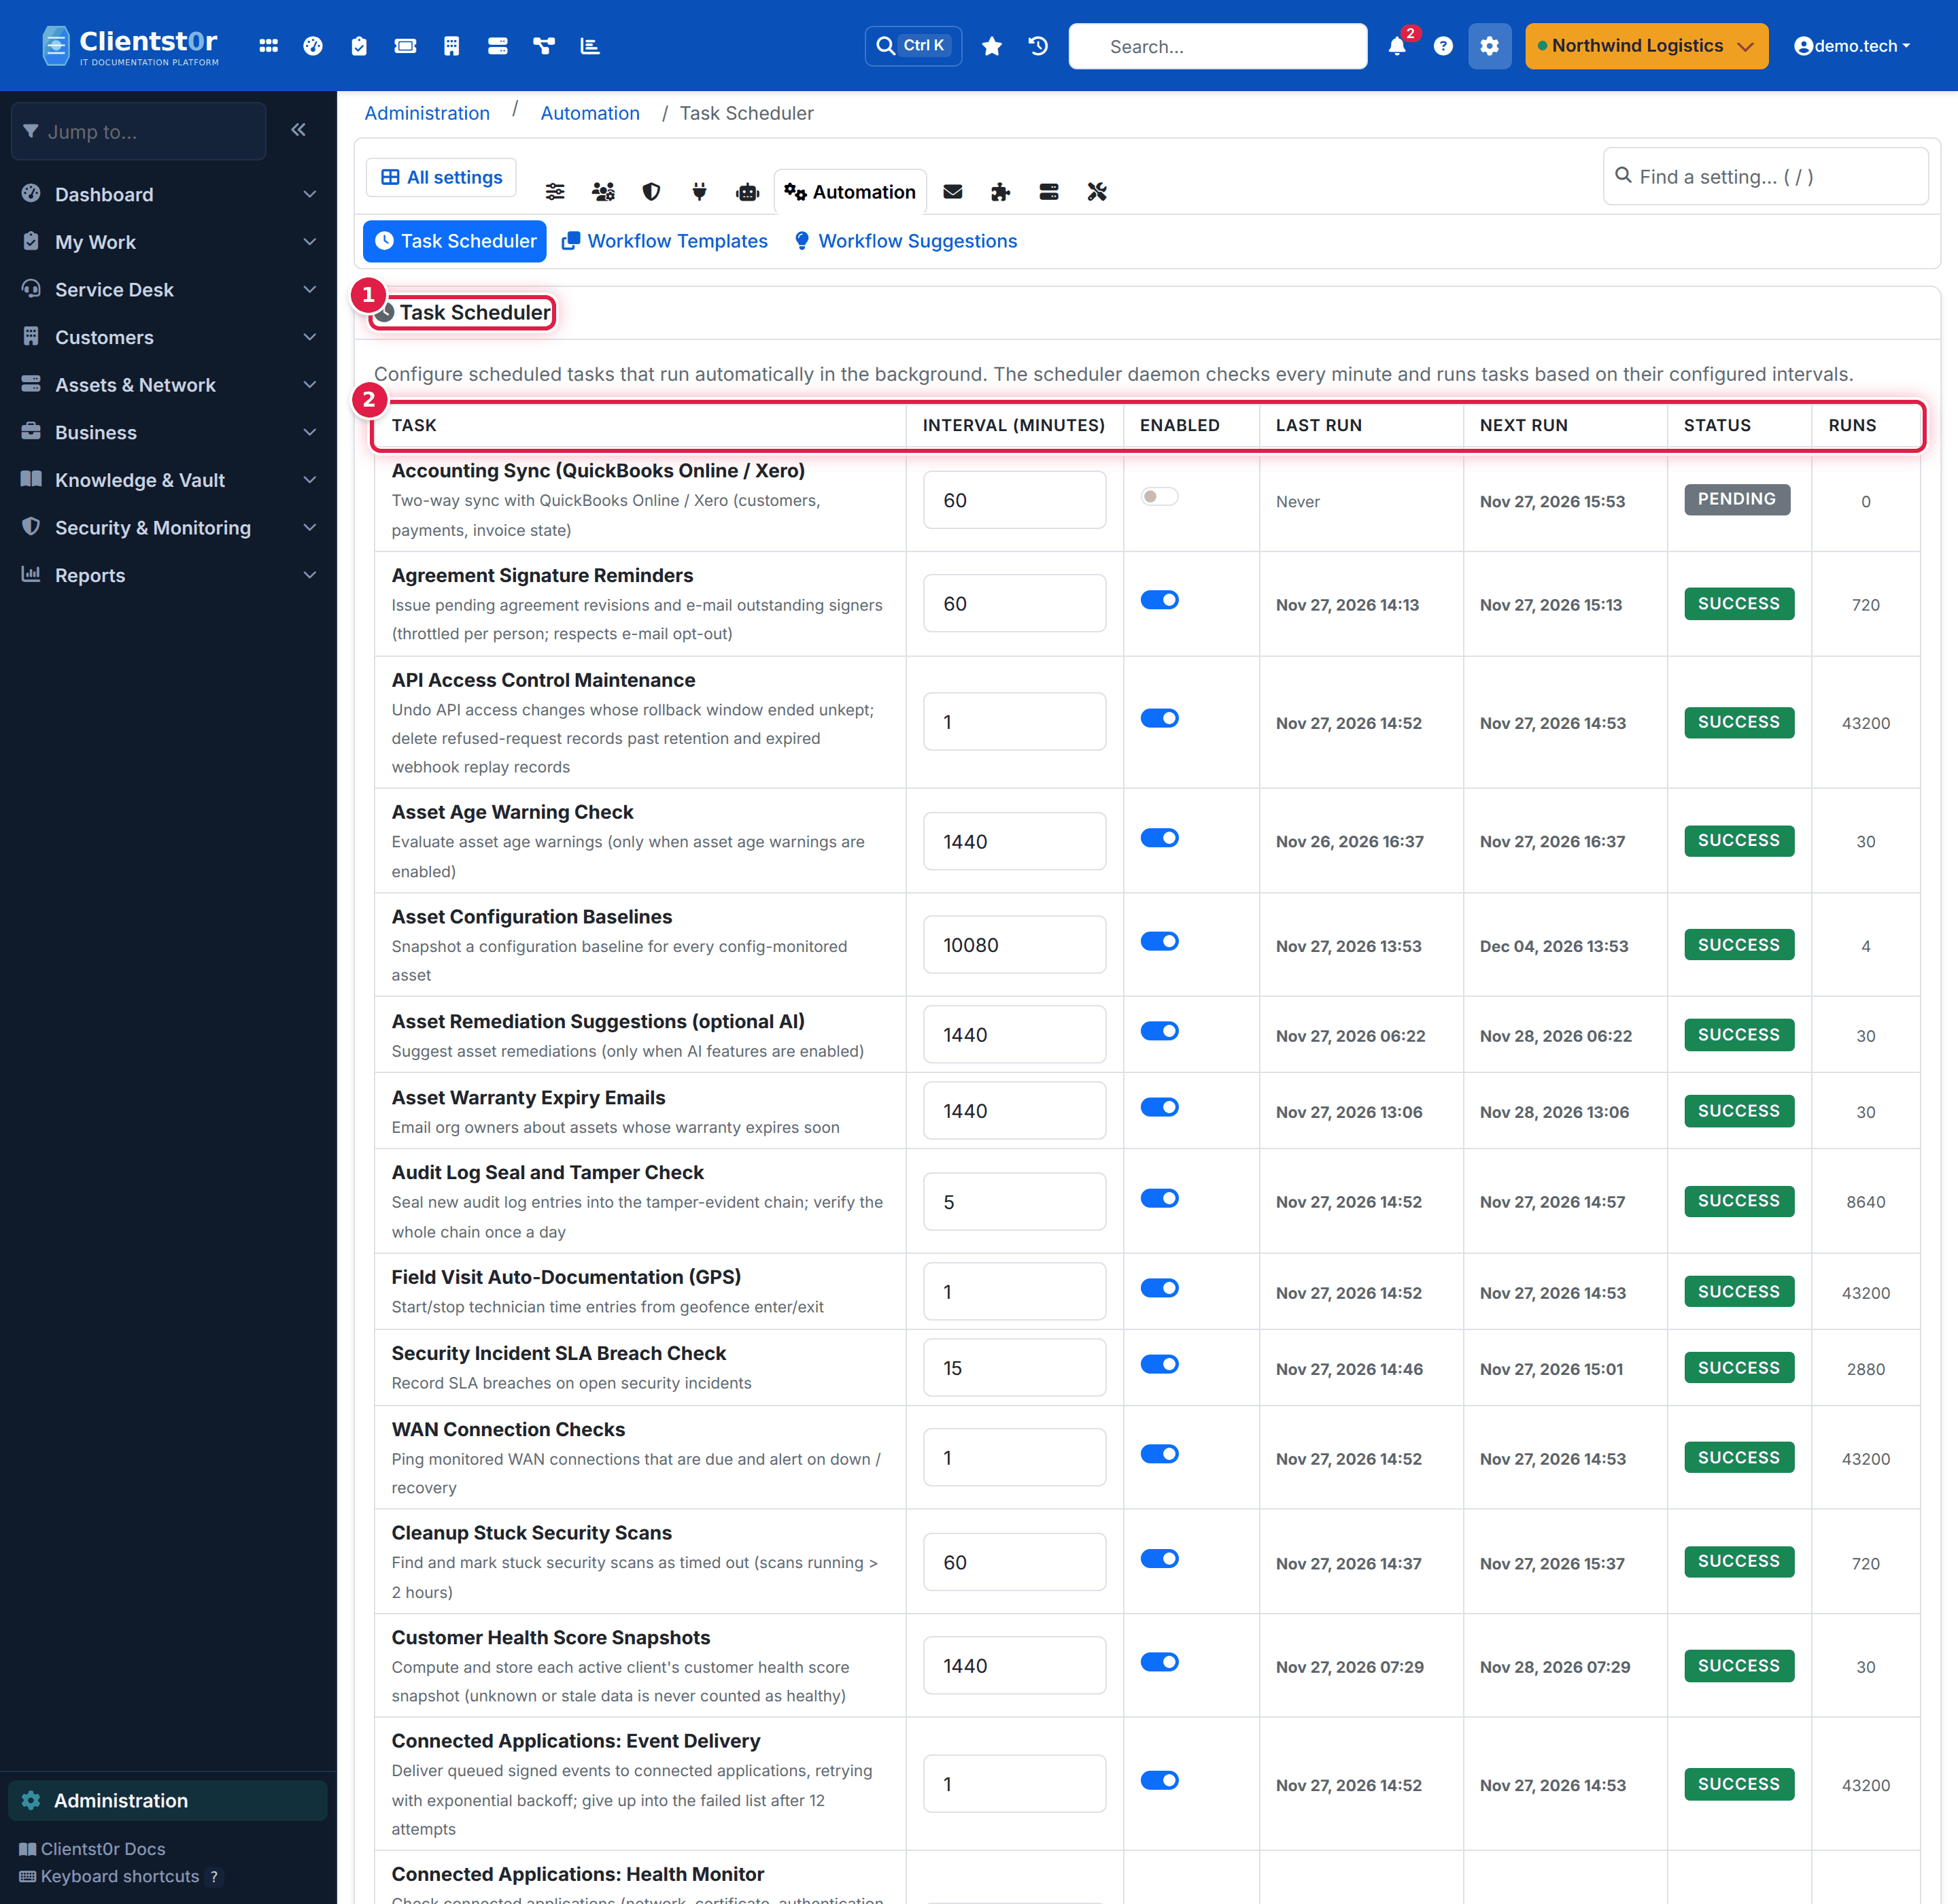 Clientst0r
IT DOCUMENTATION PLATFORM
Ctrl K
Search...
2
?
Northwind Logistics
demo.tech
Jump to...
Dashboard
My Work
Service Desk
Customers
Assets & Network
Business
Knowledge & Vault
Security & Monitoring
Reports
Administration
Clientst0r Docs
Keyboard shortcuts ?
Administration / Automation / Task Scheduler
All settings
Automation
Find a setting... ( / )
Task Scheduler
Workflow Templates
Workflow Suggestions
1
Task Scheduler
Configure scheduled tasks that run automatically in the background. The scheduler daemon checks every minute and runs tasks based on their configured intervals.
2
TASK INTERVAL (MINUTES) ENABLED LAST RUN NEXT RUN STATUS RUNS
Accounting Sync (QuickBooks Online / Xero)
Two-way sync with QuickBooks Online / Xero (customers,
payments, invoice state)
60 Never Nov 27, 2026 15:53 PENDING 0
Agreement Signature Reminders
Issue pending agreement revisions and e-mail outstanding signers
(throttled per person; respects e-mail opt-out)
60 Nov 27, 2026 14:13 Nov 27, 2026 15:13 SUCCESS 720
API Access Control Maintenance
Undo API access changes whose rollback window ended unkept;
delete refused-request records past retention and expired
webhook replay records
1 Nov 27, 2026 14:52 Nov 27, 2026 14:53 SUCCESS 43200
Asset Age Warning Check
Evaluate asset age warnings (only when asset age warnings are
enabled)
1440 Nov 26, 2026 16:37 Nov 27, 2026 16:37 SUCCESS 30
Asset Configuration Baselines
Snapshot a configuration baseline for every config-monitored
asset
10080 Nov 27, 2026 13:53 Dec 04, 2026 13:53 SUCCESS 4
Asset Remediation Suggestions (optional AI)
Suggest asset remediations (only when AI features are enabled)
1440 Nov 27, 2026 06:22 Nov 28, 2026 06:22 SUCCESS 30
Asset Warranty Expiry Emails
Email org owners about assets whose warranty expires soon
1440 Nov 27, 2026 13:06 Nov 28, 2026 13:06 SUCCESS 30
Audit Log Seal and Tamper Check
Seal new audit log entries into the tamper-evident chain; verify the
whole chain once a day
5 Nov 27, 2026 14:52 Nov 27, 2026 14:57 SUCCESS 8640
Field Visit Auto-Documentation (GPS)
Start/stop technician time entries from geofence enter/exit
1 Nov 27, 2026 14:52 Nov 27, 2026 14:53 SUCCESS 43200
Security Incident SLA Breach Check
Record SLA breaches on open security incidents
15 Nov 27, 2026 14:46 Nov 27, 2026 15:01 SUCCESS 2880
WAN Connection Checks
Ping monitored WAN connections that are due and alert on down /
recovery
1 Nov 27, 2026 14:52 Nov 27, 2026 14:53 SUCCESS 43200
Cleanup Stuck Security Scans
Find and mark stuck security scans as timed out (scans running >
2 hours)
60 Nov 27, 2026 14:37 Nov 27, 2026 15:37 SUCCESS 720
Customer Health Score Snapshots
Compute and store each active client's customer health score
snapshot (unknown or stale data is never counted as healthy)
1440 Nov 27, 2026 07:29 Nov 28, 2026 07:29 SUCCESS 30
Connected Applications: Event Delivery
Deliver queued signed events to connected applications, retrying
with exponential backoff; give up into the failed list after 12
attempts
1 Nov 27, 2026 14:52 Nov 27, 2026 14:53 SUCCESS 43200
Connected Applications: Health Monitor
Check connected applications (network, certificate, authentication